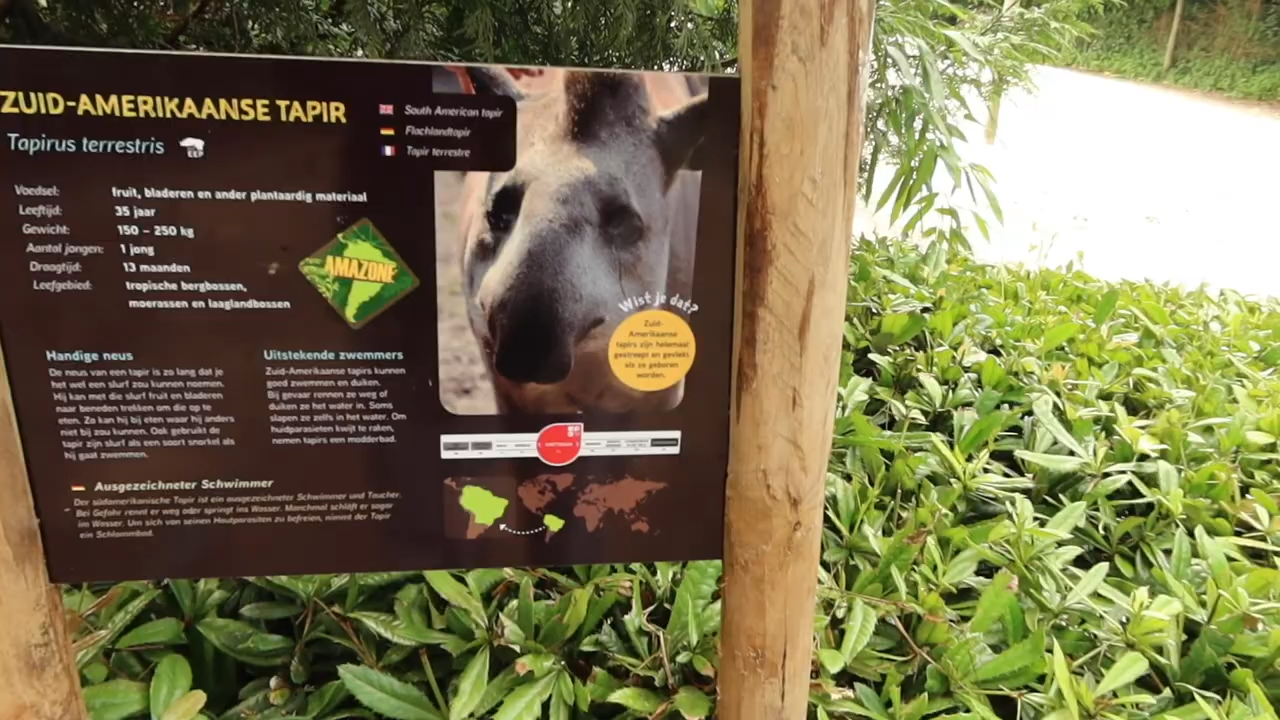 ZUID-AMERIKAANSE TAPIR
Tapirus terrestris
South American tapir
Flachlandtapir
Tapir terrestre
Voedsel: fruit, bladeren en ander plantaardig materiaal
Leeftijd: 35 jaar
Gewicht: 150 – 250 kg
Aantal jongen: 1 jong
Draagtijd: 13 maanden
Leefgebied: tropische bergbossen,
moerassen en laaglandbossen
AMAZONE
Handige neus
De neus van een tapir is zo lang dat je
het wel een slurf zou kunnen noemen.
Hij kan met die slurf fruit en bladeren
naar beneden trekken om die op te
eten. Zo kan hij bij eten waar hij anders
niet bij zou kunnen. Ook gebruikt de
tapir zijn slurf als een soort snorkel als
hij gaat zwemmen.
Uitstekende zwemmers
Zuid-Amerikaanse tapirs kunnen
goed zwemmen en duiken.
Bij gevaar rennen ze weg of
duiken ze het water in. Soms
slapen ze zelfs in het water. Om
huidparasieten kwijt te raken,
nemen tapirs een modderbad.
Wist je dat?
Zuid-
Amerikaanse
tapirs zijn helemaal
gestreept en gevlekt
als ze geboren
worden.
Ausgezeichneter Schwimmer
Der südamerikanische Tapir ist ein ausgezeichneter Schwimmer und Taucher.
Bei Gefahr rennt er weg oder springt ins Wasser. Manchmal schläft er sogar
im Wasser. Um sich von seinen Hautparasiten zu befreien, nimmt der Tapir
ein Schlammbad.